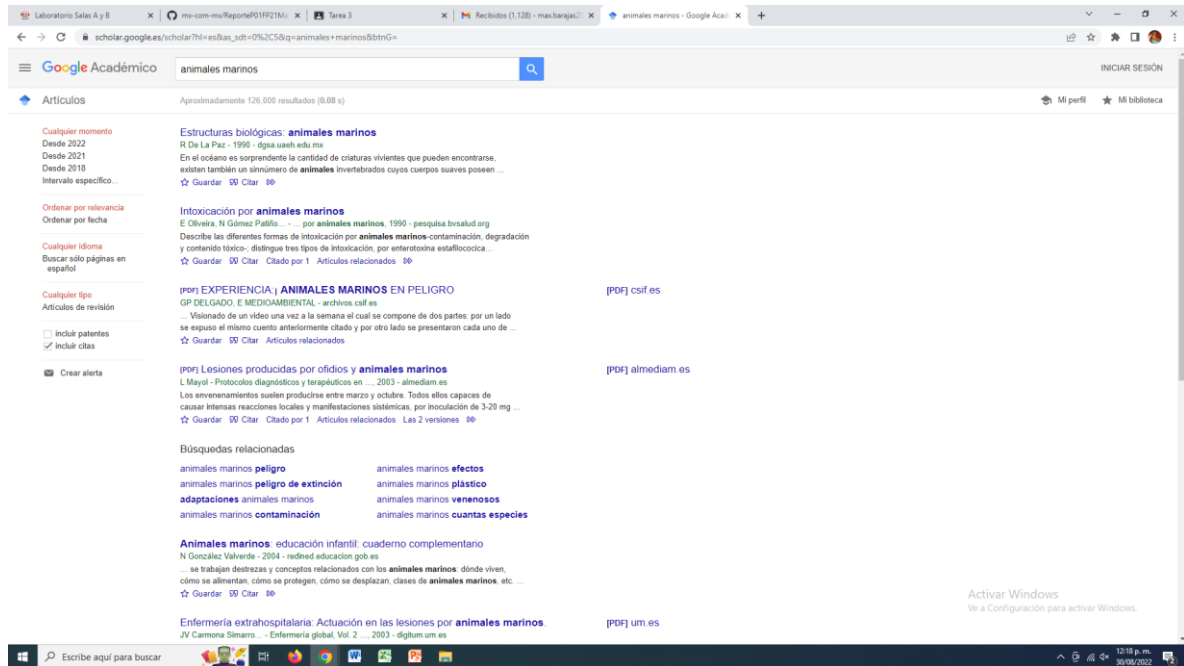 Laboratorio Salas A y B
mx-com-mx/ReporteP01FP21Ma
Tarea 3
Recibidos (1,128) - mas.barajas2
animales marinos - Google Acad
scholar.google.es/scholar?hl=es&as_sdt=0%2C5&q=animales+marinos&btnG=
Google Académico
animales marinos
INICIAR SESIÓN
Artículos
Aproximadamente 126,000 resultados (0.08 s)
Mi perfil
Mi biblioteca
Cualquier momento
Desde 2022
Desde 2021
Desde 2018
Intervalo específico...
Ordenar por relevancia
Ordenar por fecha
Cualquier idioma
Buscar sólo páginas en
español
Cualquier tipo
Artículos de revisión
incluir patentes
incluir citas
Crear alerta
Estructuras biológicas: animales marinos
R De La Paz - 1990 - dgsa.uaeh.edu.mx
En el océano es sorprendente la cantidad de criaturas vivientes que pueden encontrarse,
existen también un sinnúmero de animales invertebrados cuyos cuerpos suaves poseen ...
Guardar Citar
Intoxicación por animales marinos
E Oliveira, N Gómez Patiño... - ... por animales marinos, 1990 - pesquisa.bvsalud.org
Describe las diferentes formas de intoxicación por animales marinos-contaminación, degradación
y contenido tóxico-; distingue tres tipos de intoxicación, por enterotoxina estafilococica...
Guardar Citar Citado por 1 Artículos relacionados
[PDF] EXPERIENCIA:¡ ANIMALES MARINOS EN PELIGRO
GP DELGADO, E MEDIOAMBIENTAL - archivos.csif.es
... Visionado de un video una vez a la semana el cual se compone de dos partes: por un lado
se expuso el mismo cuento anteriormente citado y por otro lado se presentaron cada uno de ...
Guardar Citar Artículos relacionados
[PDF] csif.es
[PDF] Lesiones producidas por ofidios y animales marinos
L Mayol - Protocolos diagnósticos y terapéuticos en ..., 2003 - almediam.es
Los envenenamientos suelen producirse entre marzo y octubre. Todos ellos capaces de
causar intensas reacciones locales y manifestaciones sistémicas, por inoculación de 3-20 mg ...
Guardar Citar Citado por 1 Artículos relacionados Las 2 versiones
[PDF] almediam.es
Búsquedas relacionadas
animales marinos peligro
animales marinos efectos
animales marinos peligro de extinción
animales marinos plástico
adaptaciones animales marinos
animales marinos venenosos
animales marinos contaminación
animales marinos cuantas especies
Animales marinos: educación infantil: cuaderno complementario
N González Valverde - 2004 - redined.educacion.gob.es
... se trabajan destrezas y conceptos relacionados con los animales marinos: dónde viven,
cómo se alimentan, cómo se protegen, cómo se desplazan, clases de animales marinos, etc. ...
Guardar Citar
Enfermería extrahospitalaria: Actuación en las lesiones por animales marinos.
JV Carmona Simarro... - Enfermería global, Vol. 2 ..., 2003 - digitum.um.es
[PDF] um.es
Activar Windows
Ve a Configuración para activar Windows.
Escribe aquí para buscar
12:18 p. m.
30/08/2022